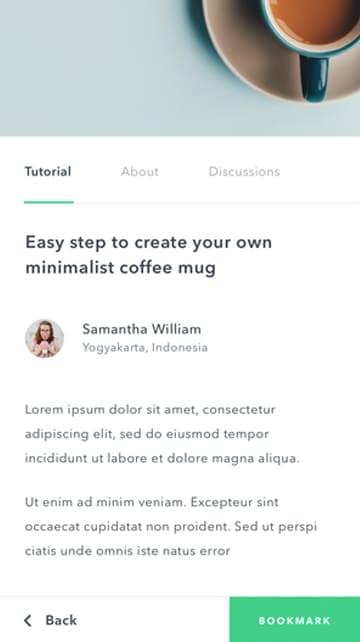 Tutorial About Discussions
Easy step to create your own
minimalist coffee mug
Samantha William
Yogyakarta, Indonesia
Lorem ipsum dolor sit amet, consectetur
adipiscing elit, sed do eiusmod tempor
incididunt ut labore et dolore magna aliqua.
Ut enim ad minim veniam. Excepteur sint
occaecat cupidatat non proident. Sed ut perspi
ciatis unde omnis iste natus error
Back BOOKMARK